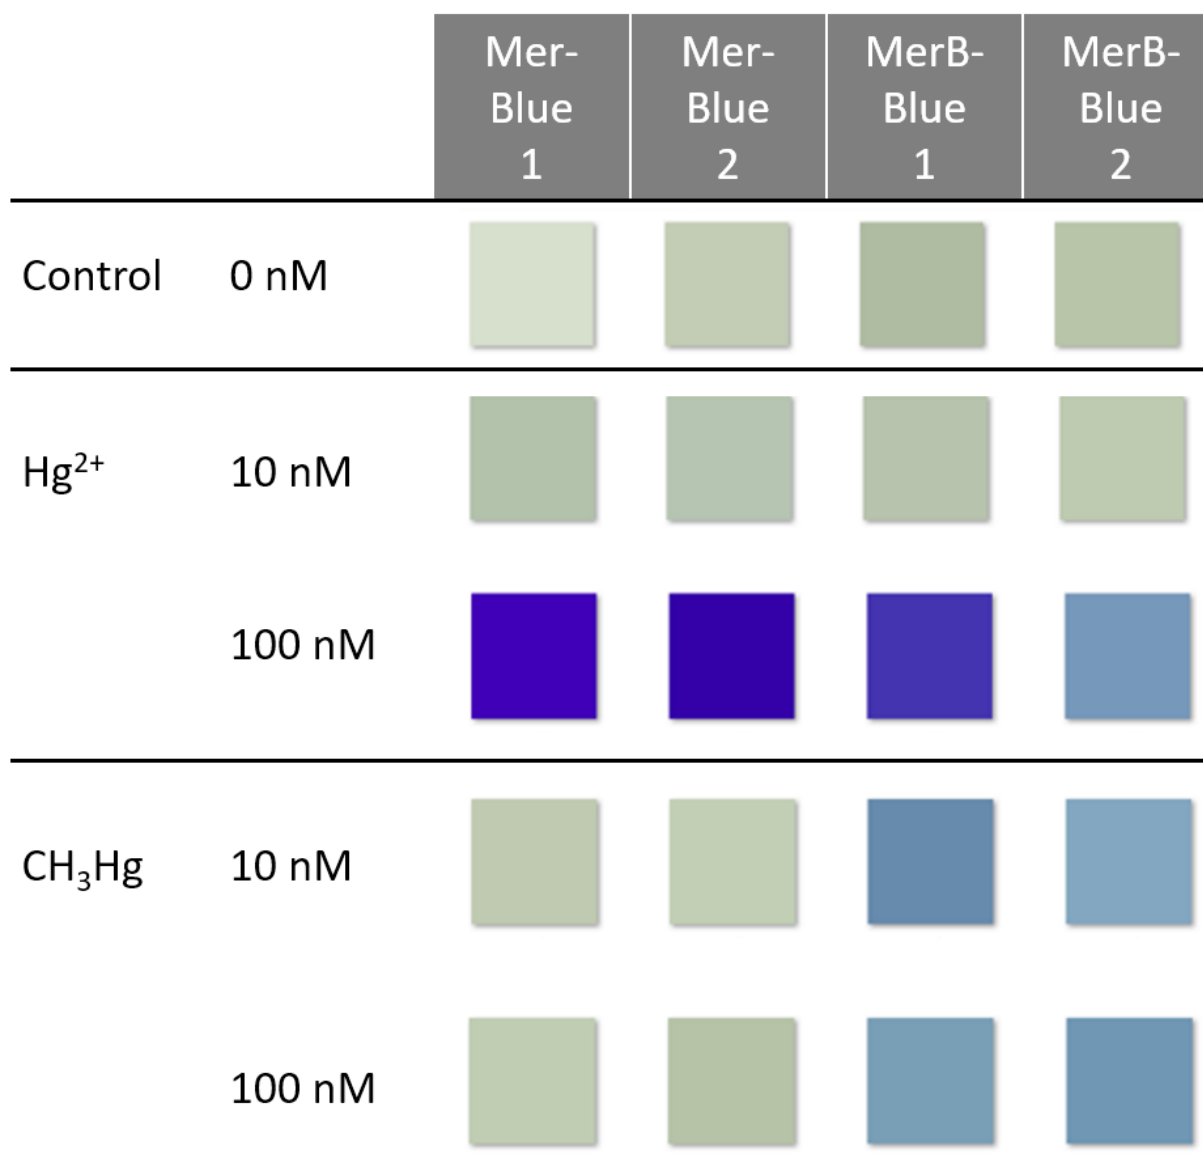 Mer-
Blue
1
Mer-
Blue
2
MerB-
Blue
1
MerB-
Blue
2
Control 0 nM
Hg²⁺ 10 nM
100 nM
CH₃Hg 10 nM
100 nM